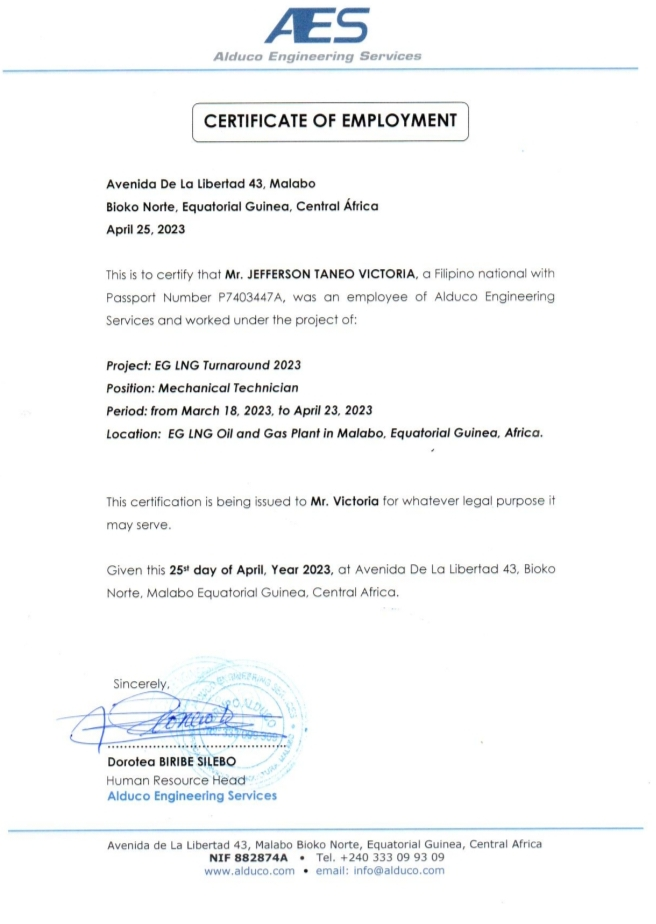 AES
Alduco Engineering Services
CERTIFICATE OF EMPLOYMENT
Avenida De La Libertad 43, Malabo
Bioko Norte, Equatorial Guinea, Central África
April 25, 2023
This is to certify that Mr. JEFFERSON TANEO VICTORIA, a Filipino national with
Passport Number P7403447A, was an employee of Alduco Engineering
Services and worked under the project of:
Project: EG LNG Turnaround 2023
Position: Mechanical Technician
Period: from March 18, 2023, to April 23, 2023
Location: EG LNG Oil and Gas Plant in Malabo, Equatorial Guinea, Africa.
This certification is being issued to Mr. Victoria for whatever legal purpose it
may serve.
Given this 25st day of April, Year 2023, at Avenida De La Libertad 43, Bioko
Norte, Malabo Equatorial Guinea, Central Africa.
Sincerely,
Dorotea BIRIBE SILEBO
Human Resource Head
Alduco Engineering Services
Avenida de La Libertad 43, Malabo Bioko Norte, Equatorial Guinea, Central Africa
NIF 882874A • Tel. +240 333 09 93 09
www.alduco.com • email: info@alduco.com